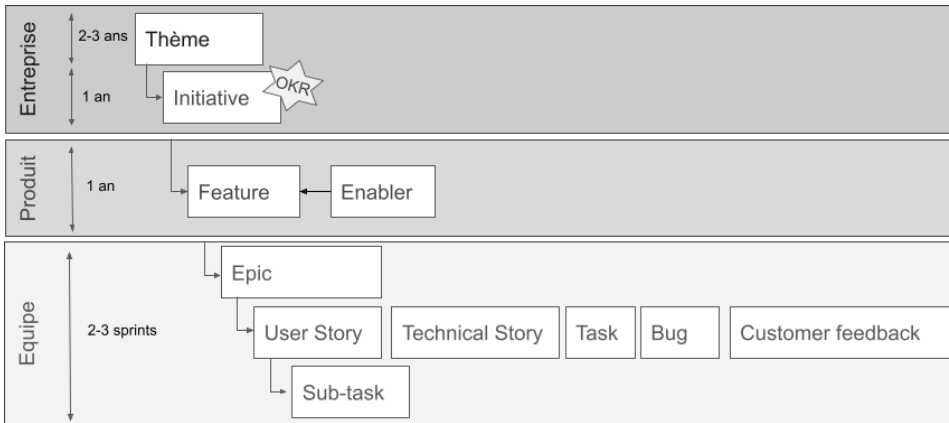 Entreprise
2-3 ans
Thème
1 an
Initiative
OKR
Produit
1 an
Feature
Enabler
Equipe
2-3 sprints
Epic
User Story
Technical Story
Task
Bug
Customer feedback
Sub-task